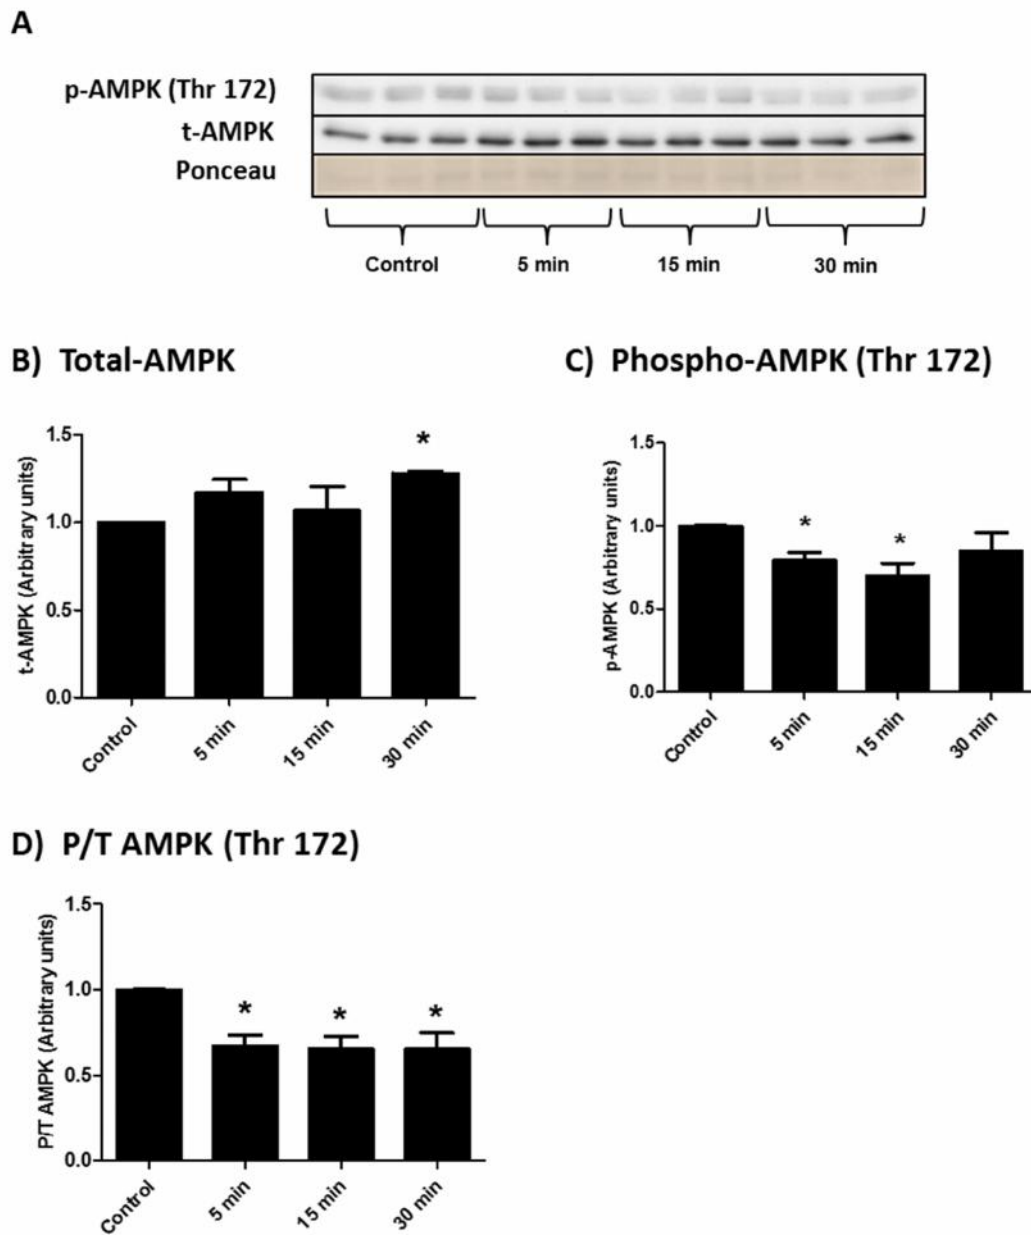 A
p-AMPK (Thr 172)
t-AMPK
Ponceau
Control 5 min 15 min 30 min
B) Total-AMPK
t-AMPK (Arbitrary units)
1.5
1.0
0.5
0.0
*
Control 5 min 15 min 30 min
C) Phospho-AMPK (Thr 172)
p-AMPK (Arbitrary units)
1.5
1.0
0.5
0.0
* *
Control 5 min 15 min 30 min
D) P/T AMPK (Thr 172)
P/T AMPK (Arbitrary units)
1.5
1.0
0.5
0.0
* * *
Control 5 min 15 min 30 min